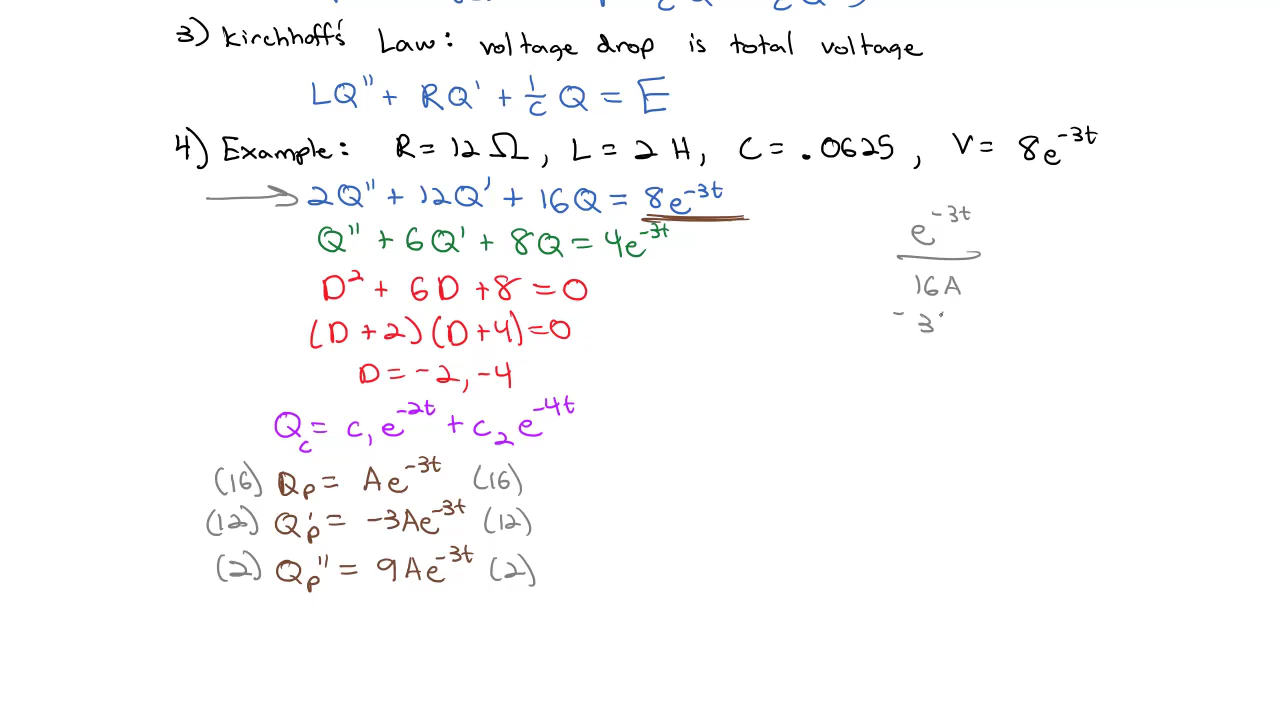 3) Kirchhoff's Law: voltage drop is total voltage
LQ'' + RQ' + 1/C Q = E
4) Example: R = 12 Ω, L = 2 H, C = .0625, V = 8e^-3t
2Q'' + 12Q' + 16Q = 8e^-3t
Q'' + 6Q' + 8Q = 4e^-3t
D² + 6D + 8 = 0
(D + 2)(D + 4) = 0
D = -2, -4
Q_c = c₁e^-2t + c₂e^-4t
(16) Q_p = Ae^-3t (16)
(12) Q_p' = -3Ae^-3t (12)
(2) Q_p'' = 9Ae^-3t (2)
e^-3t
16A
-3